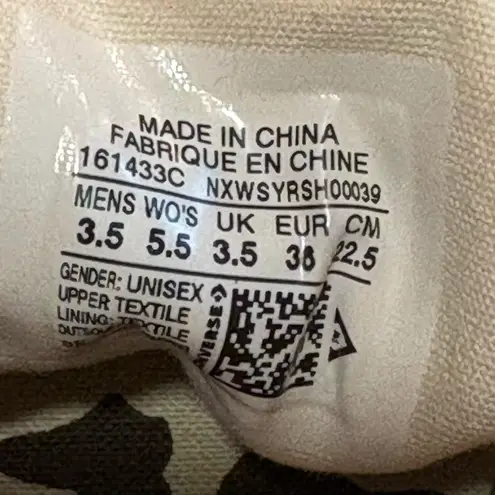 MADE IN CHINA
FABRIQUE EN CHINE
161433C NXWSYRSH00039
MENS WO'S UK EUR CM
3.5 5.5 3.5 36 22.5
GENDER: UNISEX
UPPER TEXTILE
LINING: TEXTILE